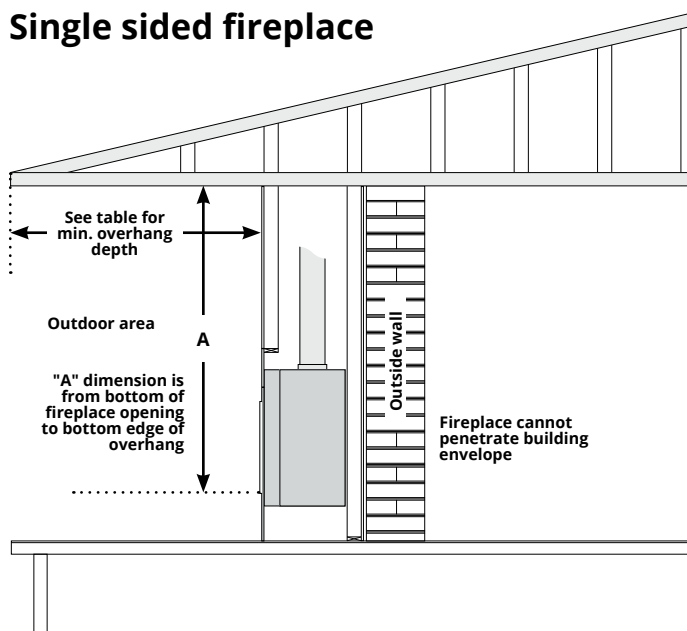 Single sided fireplace
See table for
min. overhang
depth
Outdoor area
A
"A" dimension is
from bottom of
fireplace opening
to bottom edge of
overhang
Outside wall
Fireplace cannot
penetrate building
envelope